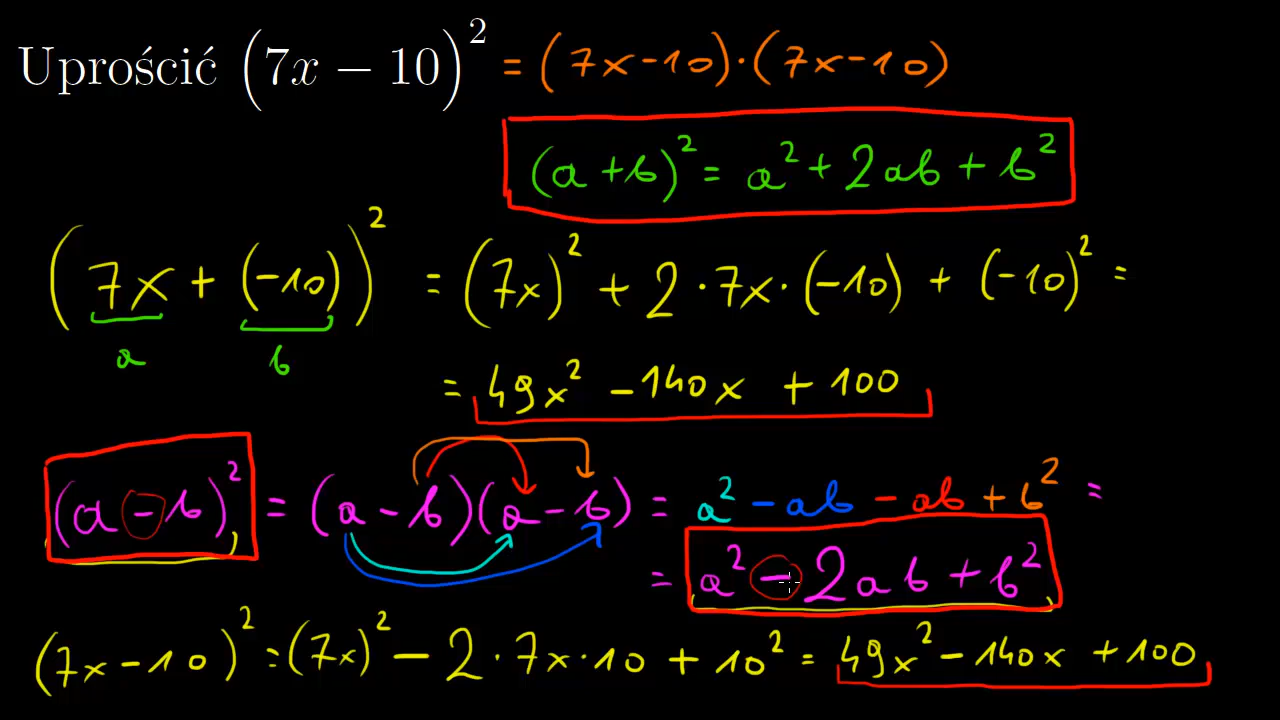 Uprościć (7x − 10)² = (7x−10)·(7x−10)
(a+b)² = a² + 2ab + b²
(7x + (−10))² = (7x)² + 2·7x·(−10) + (−10)² =
a b
= 49x² − 140x + 100
(a−b)² = (a−b)(a−b) = a² − ab − ab + b² =
= a² − 2ab + b²
(7x−10)² = (7x)² − 2·7x·10 + 10² = 49x² − 140x + 100